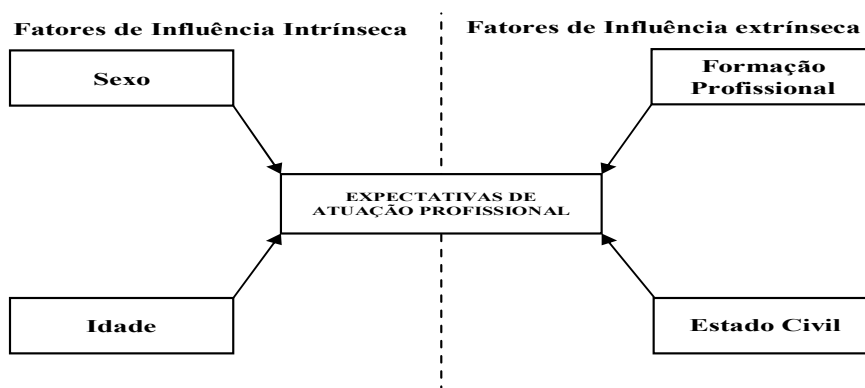 Fatores de Influência Intrínseca
Fatores de Influência extrínseca
Sexo
Formação
Profissional
EXPECTATIVAS DE
ATUAÇÃO PROFISSIONAL
Idade
Estado Civil